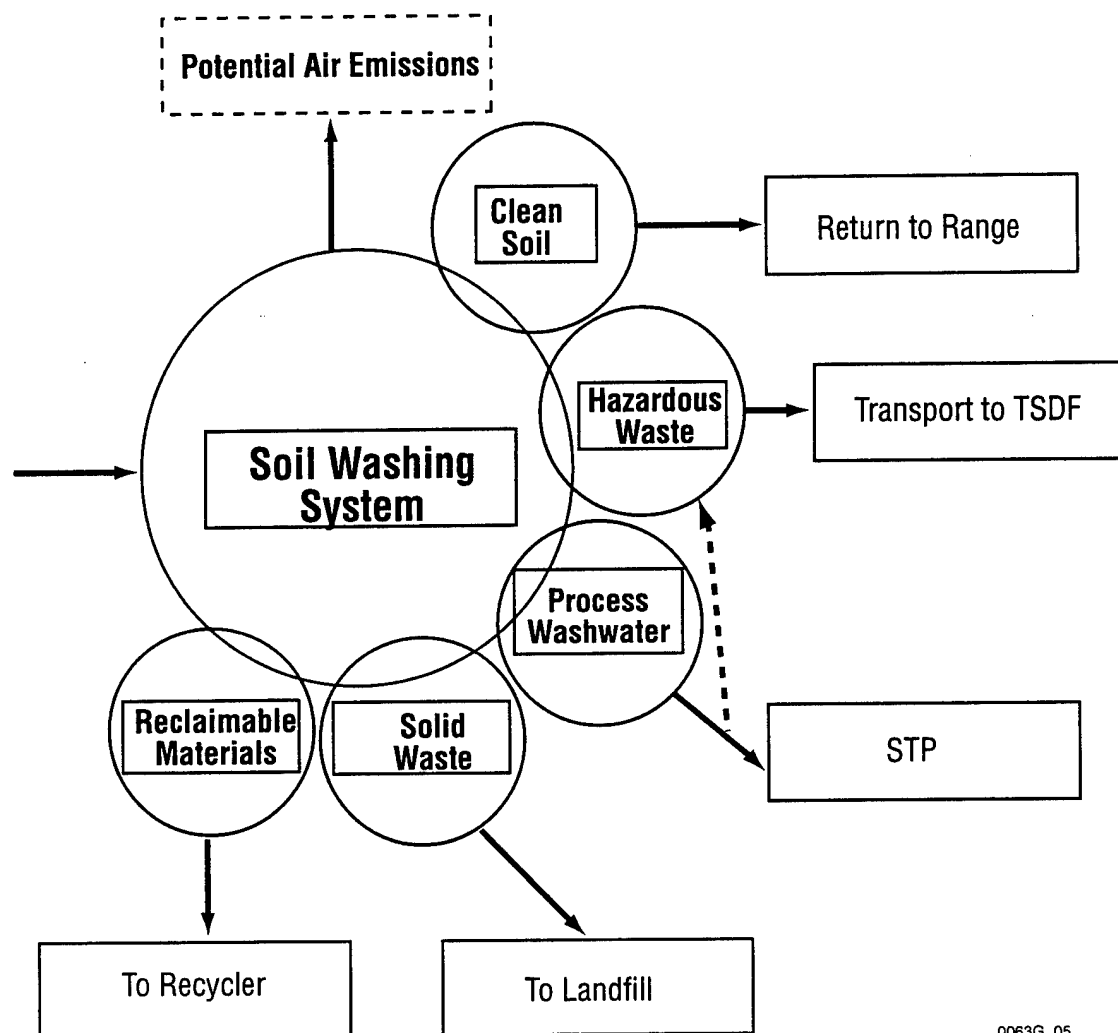 Potential Air Emissions
Clean
Soil
Return to Range
Hazardous
Waste
Transport to TSDF
Soil Washing
System
Process
Washwater
Reclaimable
Materials
Solid
Waste
STP
To Recycler
To Landfill
0063G_05